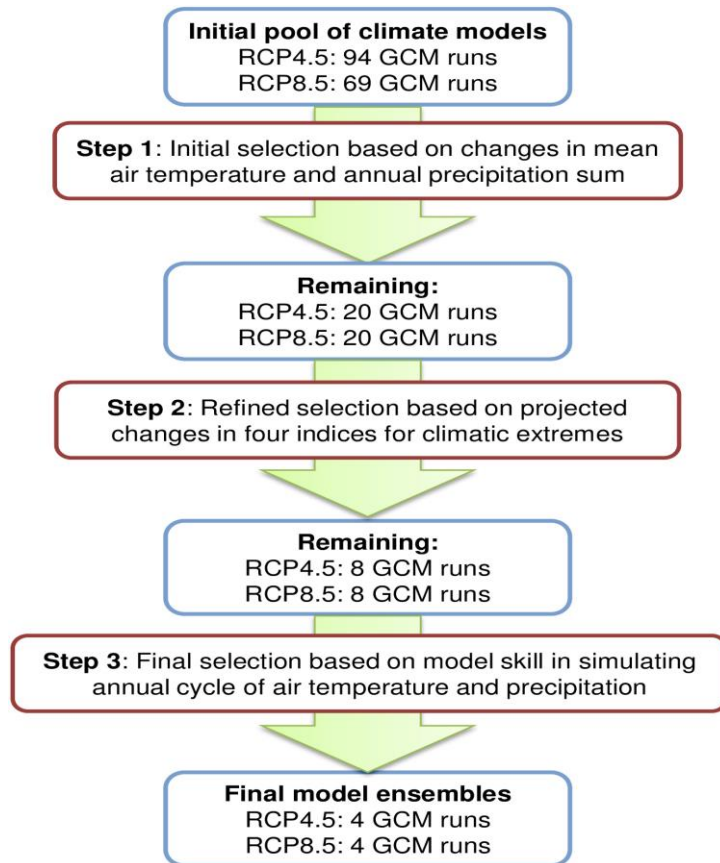 Initial pool of climate models
RCP4.5: 94 GCM runs
RCP8.5: 69 GCM runs
Step 1: Initial selection based on changes in mean
air temperature and annual precipitation sum
Remaining:
RCP4.5: 20 GCM runs
RCP8.5: 20 GCM runs
Step 2: Refined selection based on projected
changes in four indices for climatic extremes
Remaining:
RCP4.5: 8 GCM runs
RCP8.5: 8 GCM runs
Step 3: Final selection based on model skill in simulating
annual cycle of air temperature and precipitation
Final model ensembles
RCP4.5: 4 GCM runs
RCP8.5: 4 GCM runs